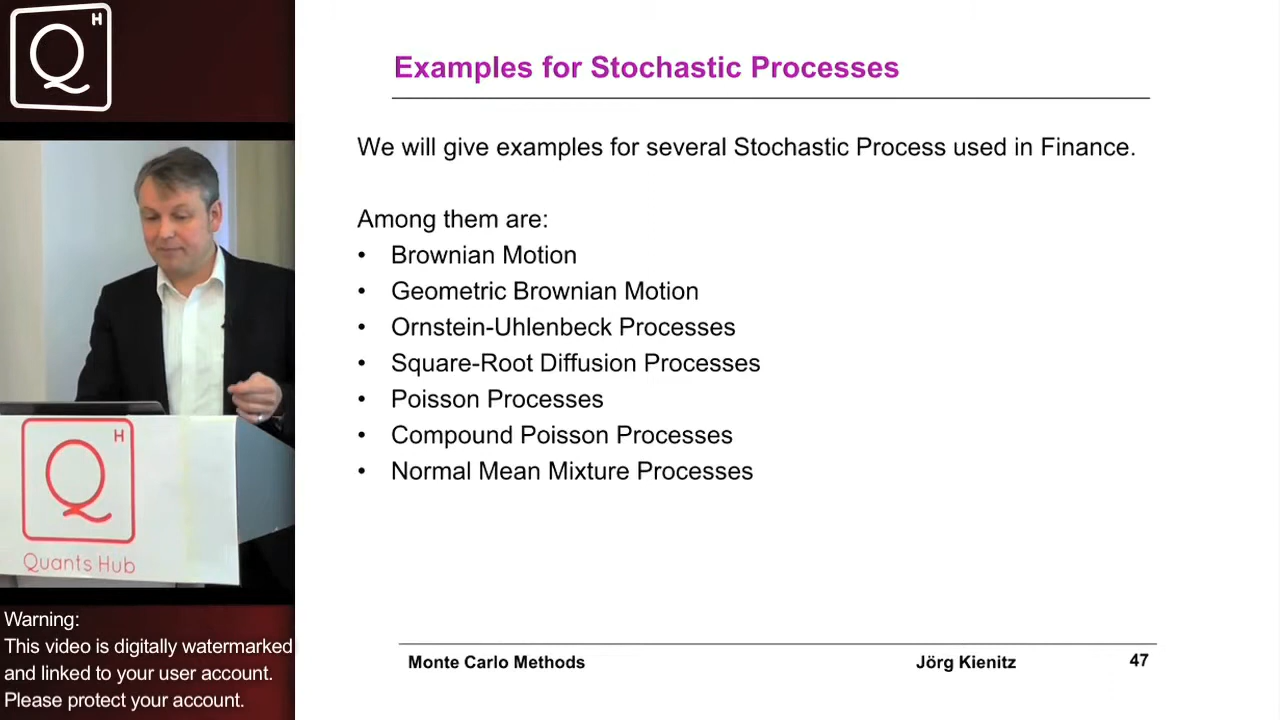 H
Q
Examples for Stochastic Processes
We will give examples for several Stochastic Process used in Finance.
Among them are:
• Brownian Motion
• Geometric Brownian Motion
• Ornstein-Uhlenbeck Processes
• Square-Root Diffusion Processes
• Poisson Processes
• Compound Poisson Processes
• Normal Mean Mixture Processes
H
Q
Quants Hub
Warning:
This video is digitally watermarked
and linked to your user account.
Please protect your account.
Monte Carlo Methods
Jörg Kienitz
47